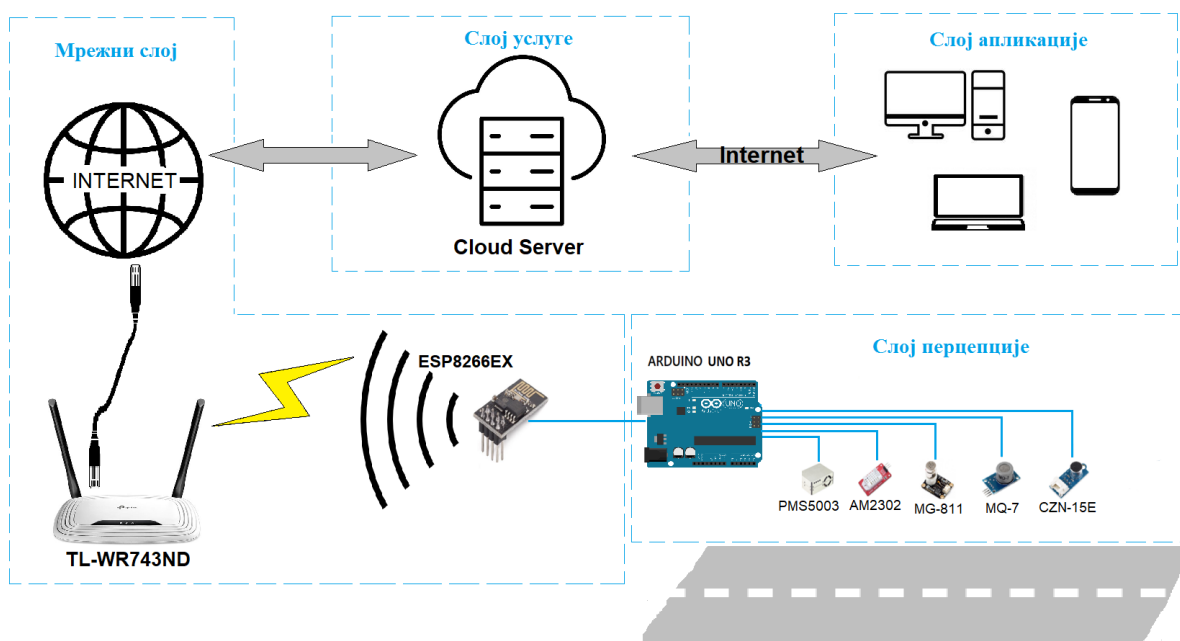 Мрежни слој
INTERNET
Слој услуге
Cloud Server
Internet
Слој апликације
TL-WR743ND
ESP8266EX
Слој перцепције
ARDUINO UNO R3
PMS5003
AM2302
MG-811
MQ-7
CZN-15E